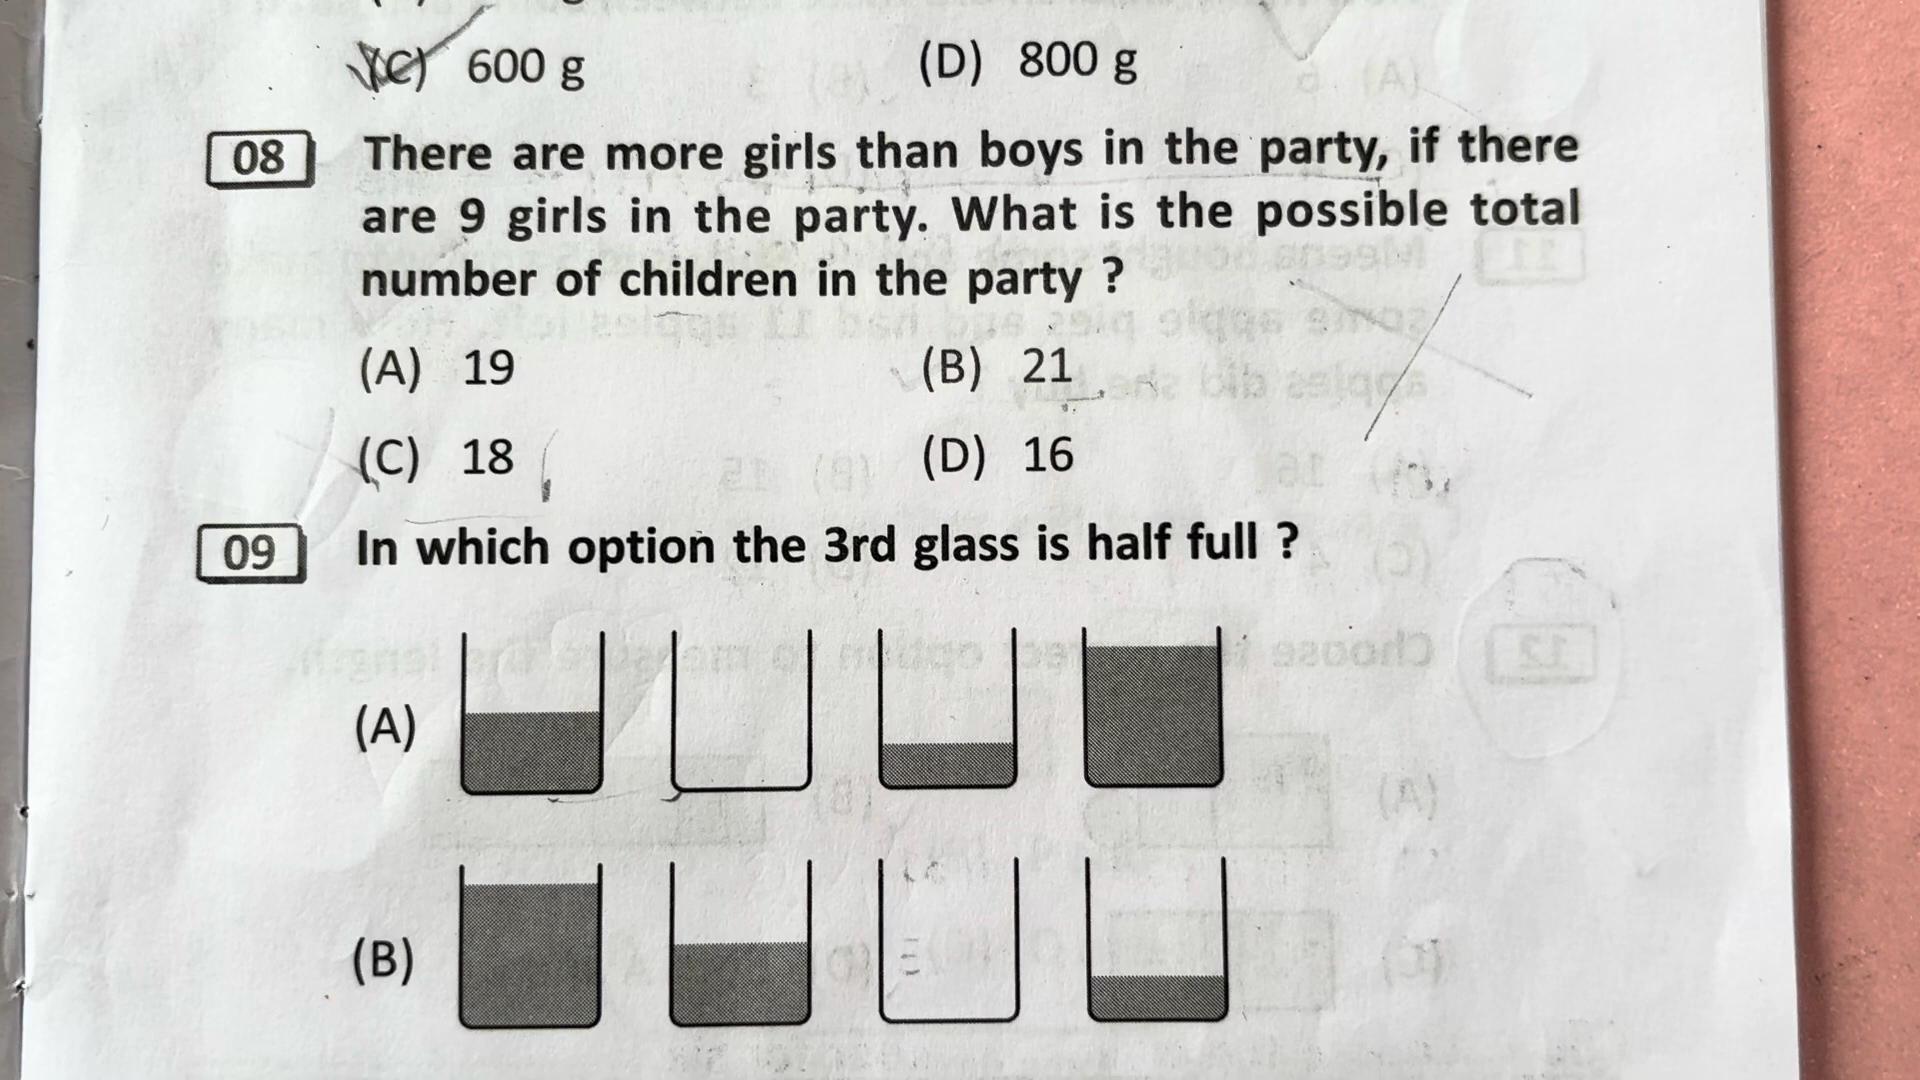 (C) 600 g (D) 800 g
08 There are more girls than boys in the party, if there
are 9 girls in the party. What is the possible total
number of children in the party ?
(A) 19 (B) 21
(C) 18 (D) 16
09 In which option the 3rd glass is half full ?
(A)
(B)